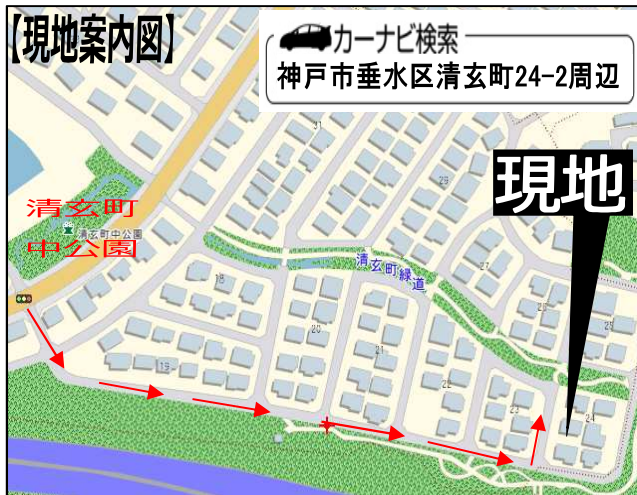 【現地案内図】
カーナビ検索
神戸市垂水区清玄町24-2周辺
現地
清玄町
中公園
清玄町中公園
清玄町緑道
31
29
27
26
25
18
20
19
21
22
23
24